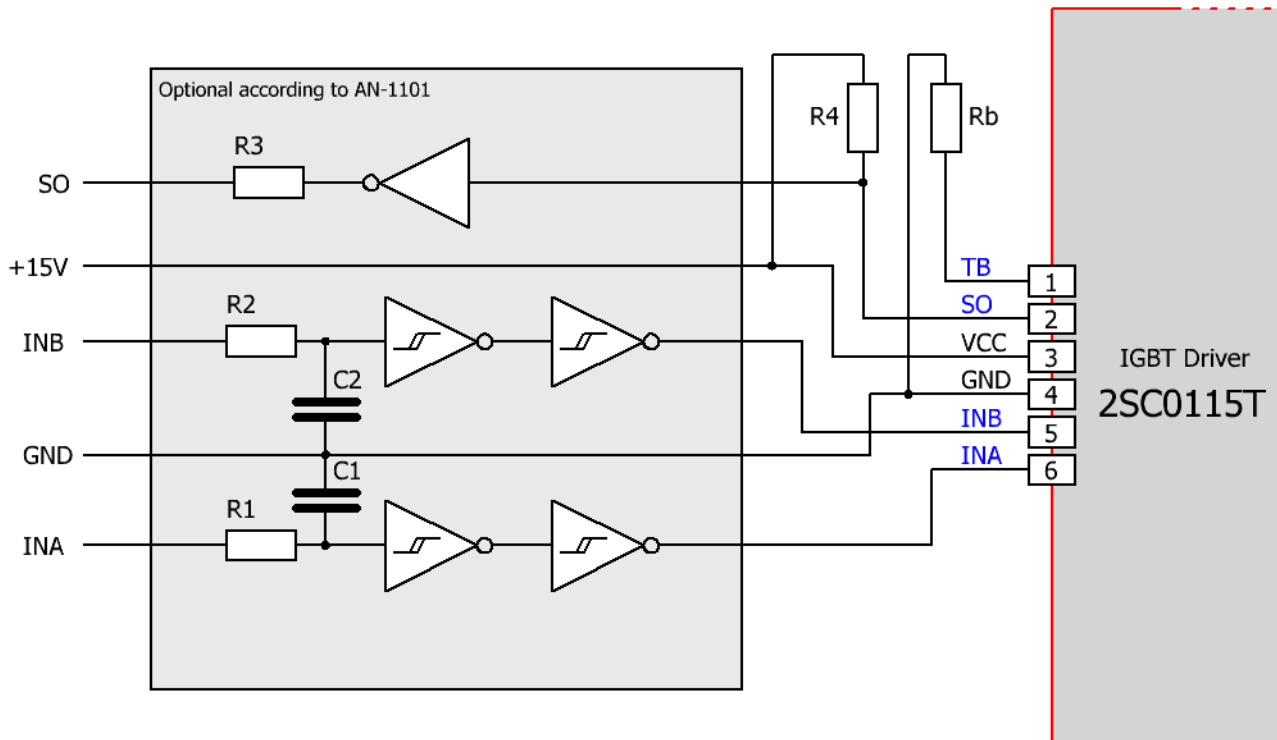 Optional according to AN-1101
R3
R4
Rb
SO
+15V
TB
1
R2
SO
2
INB
VCC
3
IGBT Driver
C2
GND
4
2SC0115T
INB
5
GND
INA
6
C1
R1
INA